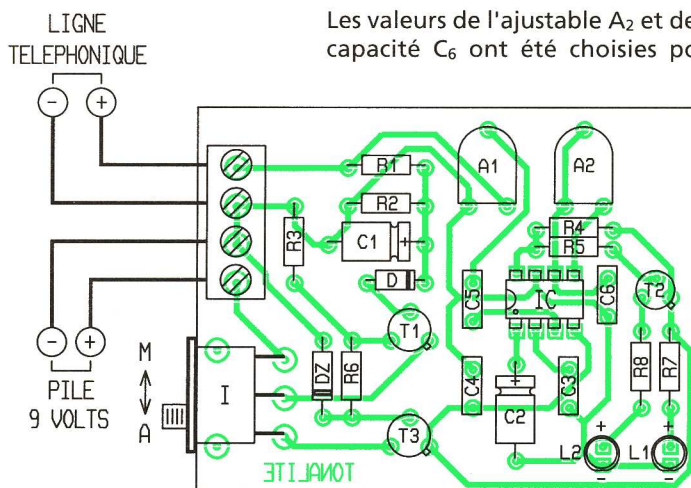 Les valeurs de l'ajustable A₂ et de
capacité C₆ ont été choisies po
LIGNE
TELEPHONIQUE
- +
R1
A1
A2
R2
R3
C1
+
R4
R5
D
C5
IC
C6
T2
T1
- +
PILE
9 VOLTS
M
A
I
DZ
R6
C4
+
C2
C3
R8
R7
T3
TONALITE
L2
+
-
L1
+
-